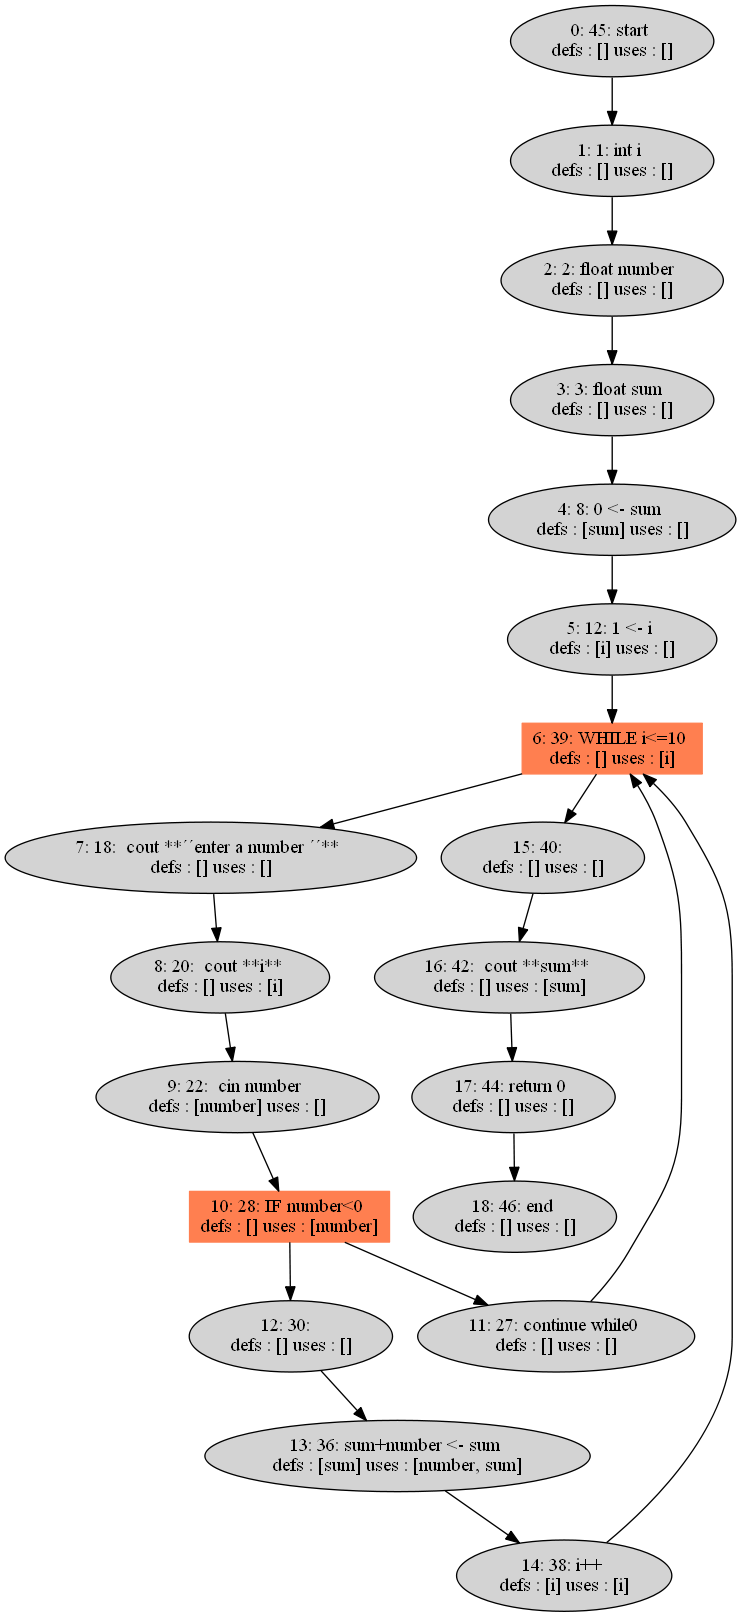 0: 45: start
defs : [] uses : []
1: 1: int i
defs : [] uses : []
2: 2: float number
defs : [] uses : []
3: 3: float sum
defs : [] uses : []
4: 8: 0 <- sum
defs : [sum] uses : []
5: 12: 1 <- i
defs : [i] uses : []
6: 39: WHILE i<=10
defs : [] uses : [i]
7: 18:  cout **´´enter a number ´´**
defs : [] uses : []
15: 40:
defs : [] uses : []
8: 20:  cout **i**
defs : [] uses : [i]
16: 42:  cout **sum**
defs : [] uses : [sum]
9: 22:  cin number
defs : [number] uses : []
17: 44: return 0
defs : [] uses : []
10: 28: IF number<0
defs : [] uses : [number]
18: 46: end
defs : [] uses : []
12: 30:
defs : [] uses : []
11: 27: continue while0
defs : [] uses : []
13: 36: sum+number <- sum
defs : [sum] uses : [number, sum]
14: 38: i++
defs : [i] uses : [i]